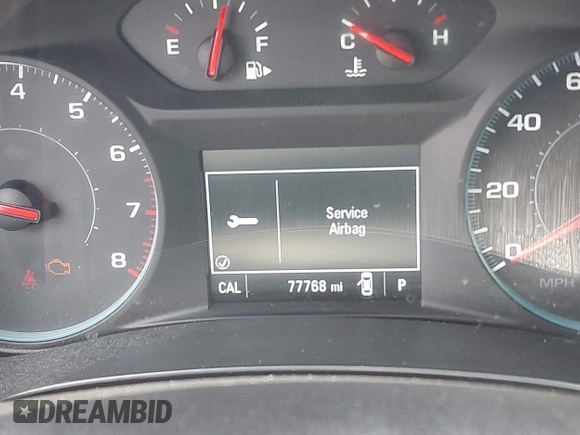 4
5
6
7
8
E
F
C
H
Service
Airbag
CAL
77768 mi
P
40
20
0
MPH
DREAMBID